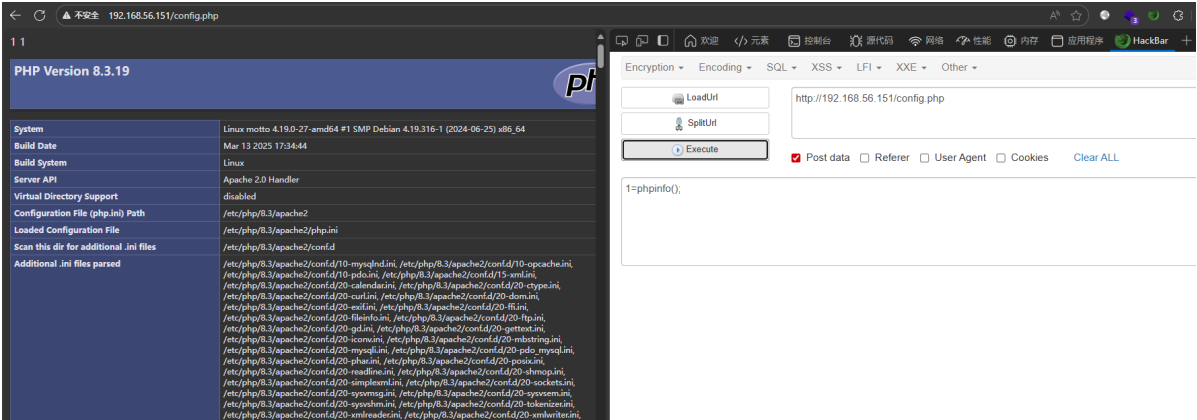 不安全 192.168.56.151/config.php
A
3
1 1
PHP Version 8.3.19
ph
System Linux motto 4.19.0-27-amd64 #1 SMP Debian 4.19.316-1 (2024-06-25) x86_64
Build Date Mar 13 2025 17:34:44
Build System Linux
Server API Apache 2.0 Handler
Virtual Directory Support disabled
Configuration File (php.ini) Path /etc/php/8.3/apache2
Loaded Configuration File /etc/php/8.3/apache2/php.ini
Scan this dir for additional .ini files /etc/php/8.3/apache2/conf.d
Additional .ini files parsed /etc/php/8.3/apache2/conf.d/10-mysqlnd.ini, /etc/php/8.3/apache2/conf.d/10-opcache.ini,
/etc/php/8.3/apache2/conf.d/10-pdo.ini, /etc/php/8.3/apache2/conf.d/15-xml.ini,
/etc/php/8.3/apache2/conf.d/20-calendar.ini, /etc/php/8.3/apache2/conf.d/20-ctype.ini,
/etc/php/8.3/apache2/conf.d/20-curl.ini, /etc/php/8.3/apache2/conf.d/20-dom.ini,
/etc/php/8.3/apache2/conf.d/20-exif.ini, /etc/php/8.3/apache2/conf.d/20-ffi.ini,
/etc/php/8.3/apache2/conf.d/20-fileinfo.ini, /etc/php/8.3/apache2/conf.d/20-ftp.ini,
/etc/php/8.3/apache2/conf.d/20-gd.ini, /etc/php/8.3/apache2/conf.d/20-gettext.ini,
/etc/php/8.3/apache2/conf.d/20-iconv.ini, /etc/php/8.3/apache2/conf.d/20-mbstring.ini,
/etc/php/8.3/apache2/conf.d/20-mysqli.ini, /etc/php/8.3/apache2/conf.d/20-pdo_mysql.ini,
/etc/php/8.3/apache2/conf.d/20-phar.ini, /etc/php/8.3/apache2/conf.d/20-posix.ini,
/etc/php/8.3/apache2/conf.d/20-readline.ini, /etc/php/8.3/apache2/conf.d/20-shmop.ini,
/etc/php/8.3/apache2/conf.d/20-simplexml.ini, /etc/php/8.3/apache2/conf.d/20-sockets.ini,
/etc/php/8.3/apache2/conf.d/20-sysvmsg.ini, /etc/php/8.3/apache2/conf.d/20-sysvsem.ini,
/etc/php/8.3/apache2/conf.d/20-sysvshm.ini, /etc/php/8.3/apache2/conf.d/20-tokenizer.ini,
/etc/php/8.3/apache2/conf.d/20-xmlreader.ini, /etc/php/8.3/apache2/conf.d/20-xmlwriter.ini,
欢迎 元素 控制台 源代码 网络 性能 内存 应用程序 HackBar
Encryption Encoding SQL XSS LFI XXE Other
LoadUrl
http://192.168.56.151/config.php
SplitUrl
Execute
Post data Referer User Agent Cookies Clear ALL
1=phpinfo();